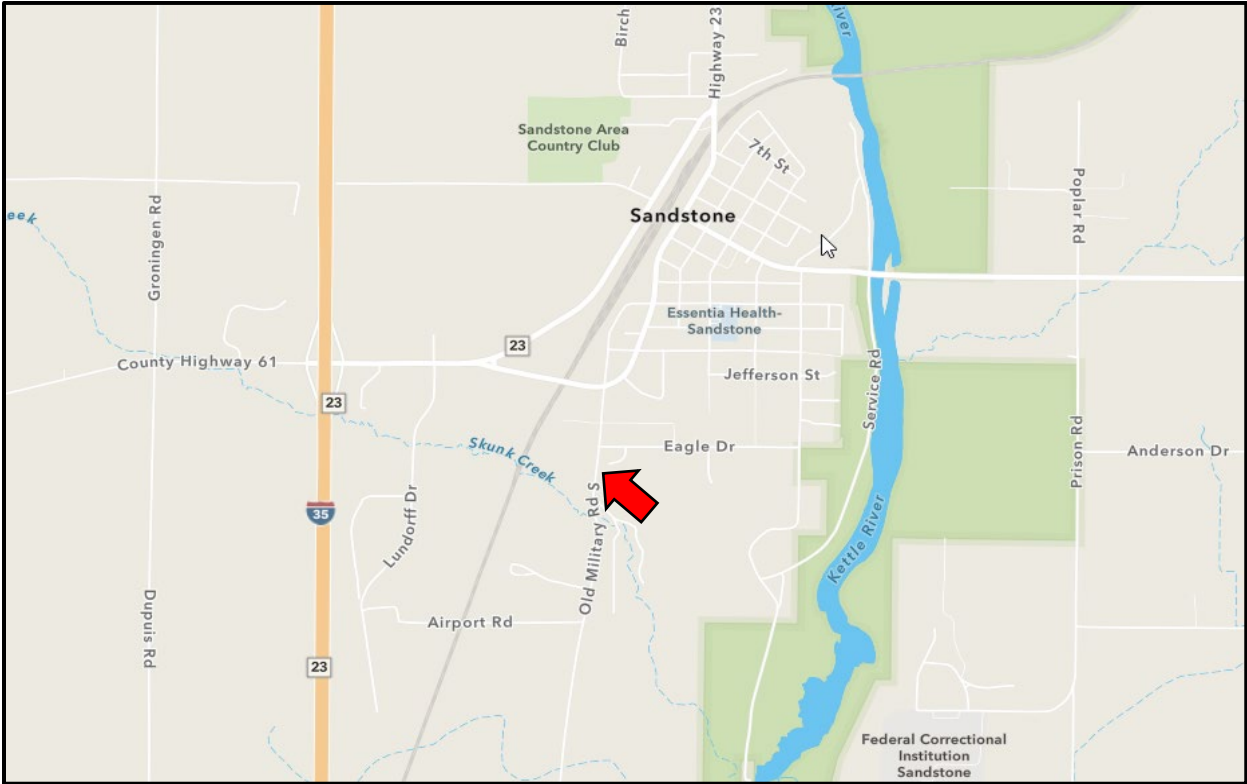 Birch
Highway 23
River
Sandstone Area
Country Club
7th St
Poplar Rd
Groningen Rd
eek
Sandstone
Essentia Health-
Sandstone
23
County Highway 61
Jefferson St
Service Rd
23
Skunk Creek
Eagle Dr
Prison Rd
Anderson Dr
35
Lundorff Dr
Old Military Rd S
Kettle River
Airport Rd
Dupuis Rd
23
Federal Correctional
Institution
Sandstone